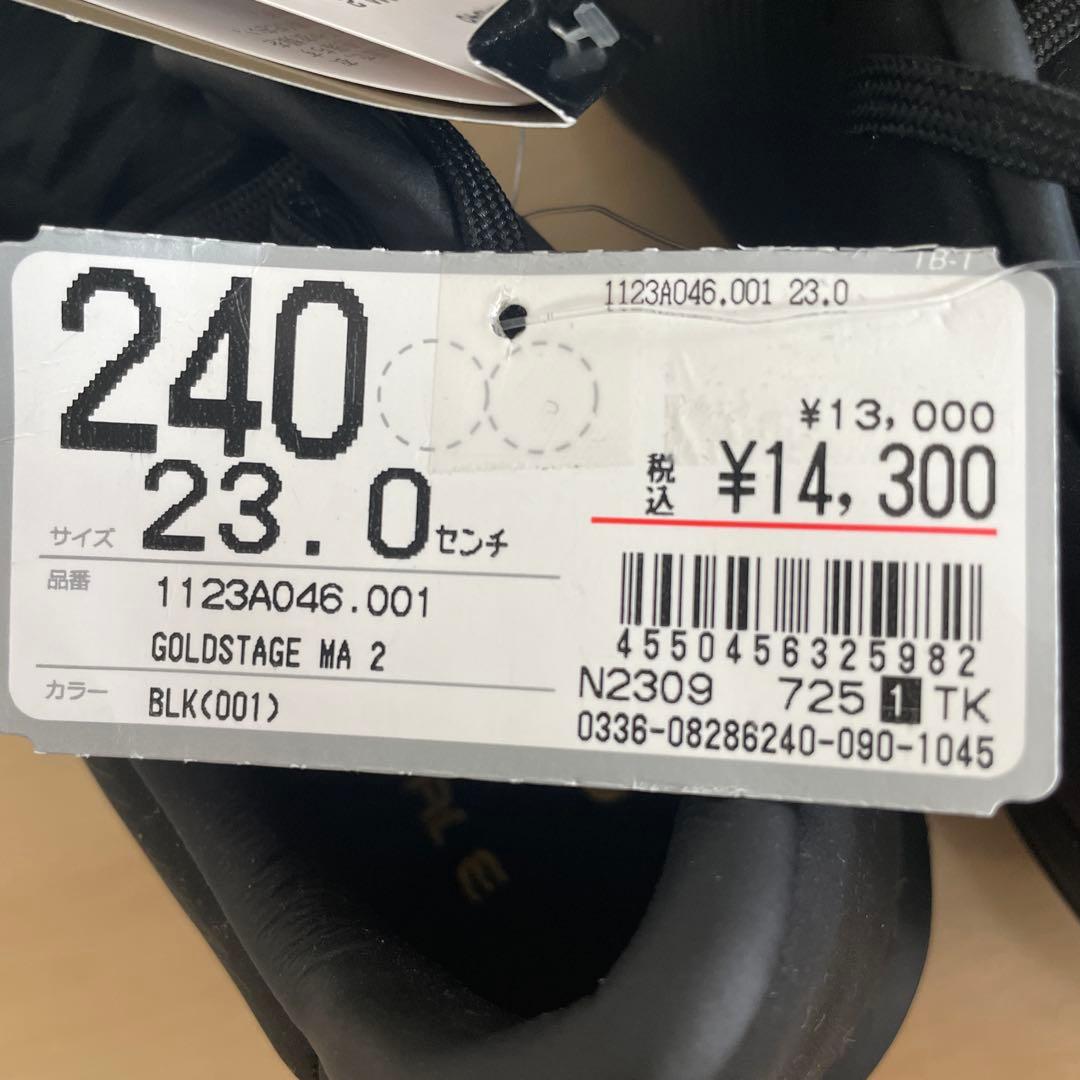 TB-1
240
1123A046.001 23.0
¥13,000
税込 ¥14,300
サイズ 23.0センチ
品番 1123A046.001
GOLDSTAGE MA 2
カラー BLK(001)
4550456325982
N2309 725 1 TK
0336-08286240-090-1045